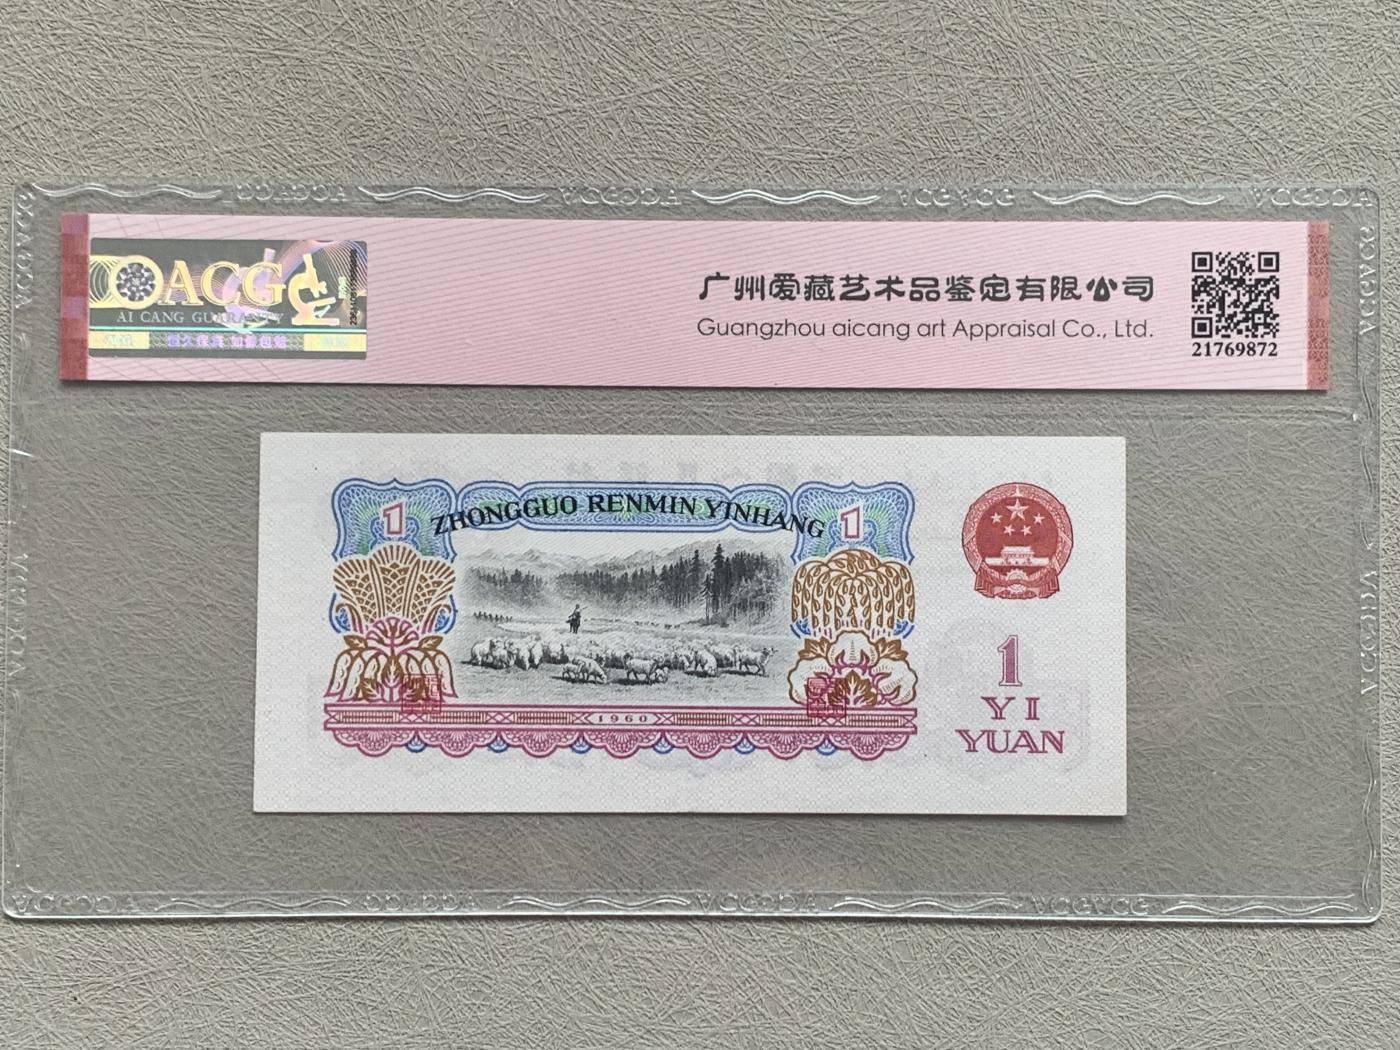 ACG
AI CANG GUARANTY
广州爱藏艺术品鉴定有限公司
Guangzhou aicang art Appraisal Co., Ltd.
21769872
1 ZHONGGUO RENMIN YINHANG 1
1960
1
YI
YUAN